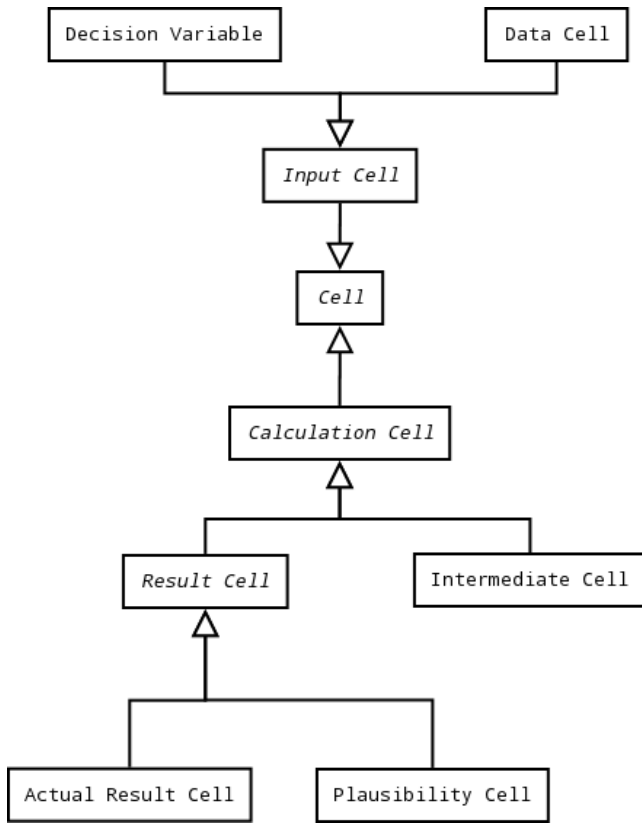 Decision Variable
Data Cell
Input Cell
Cell
Calculation Cell
Result Cell
Intermediate Cell
Actual Result Cell
Plausibility Cell